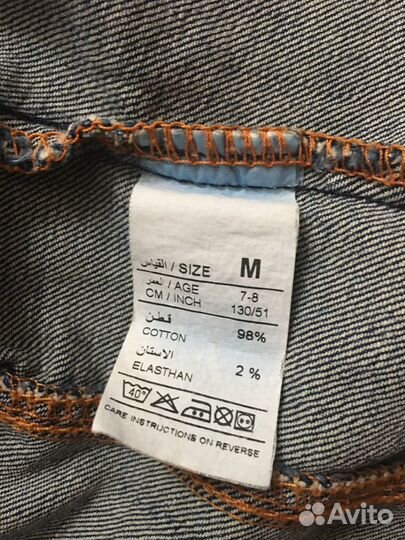 القياس / SIZE M
العمر / AGE 7-8
CM / INCH 130/51
قطن
COTTON 98%
الاستان
ELASTHAN 2 %
40°
CARE INSTRUCTIONS ON REVERSE
Avito